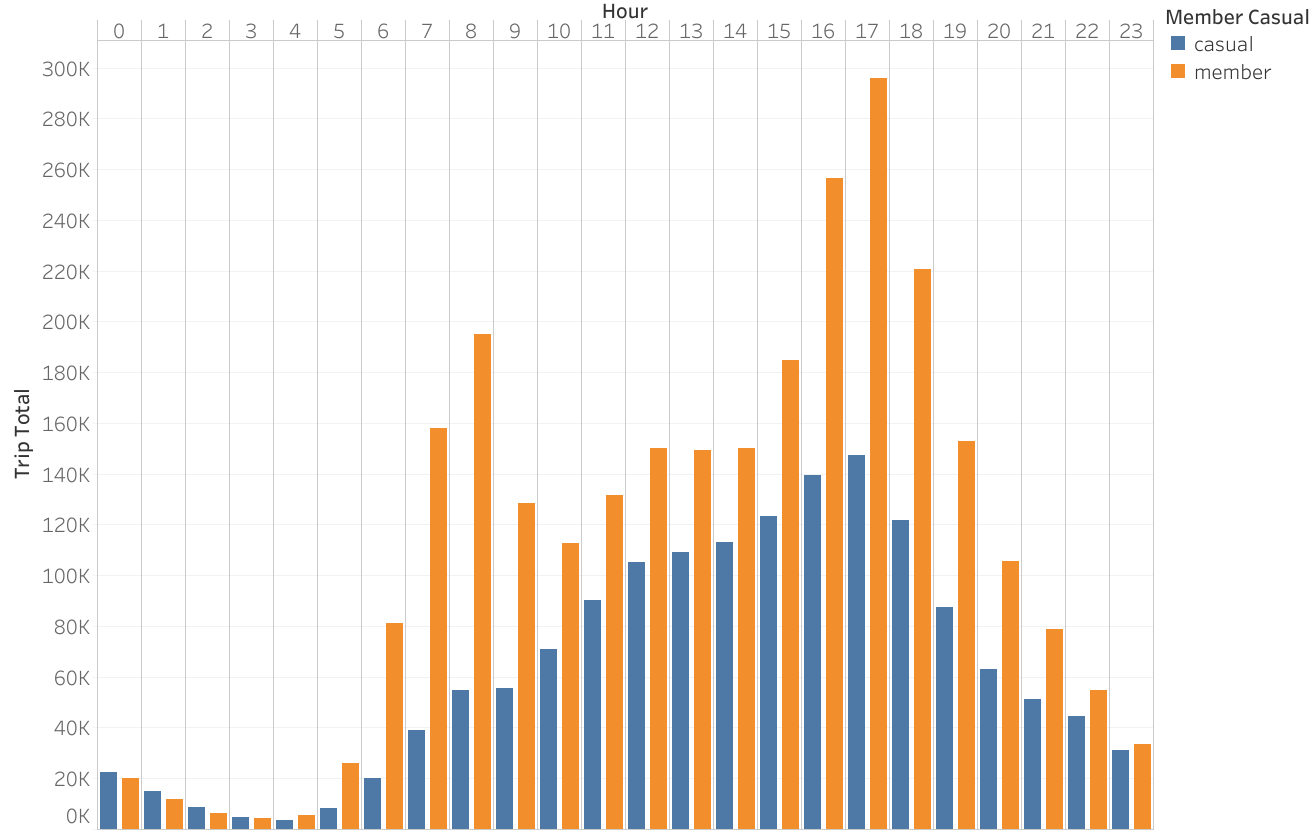 Hour
0 1 2 3 4 5 6 7 8 9 10 11 12 13 14 15 16 17 18 19 20 21 22 23
Member Casual
casual
member
Trip Total
300K
280K
260K
240K
220K
200K
180K
160K
140K
120K
100K
80K
60K
40K
20K
0K